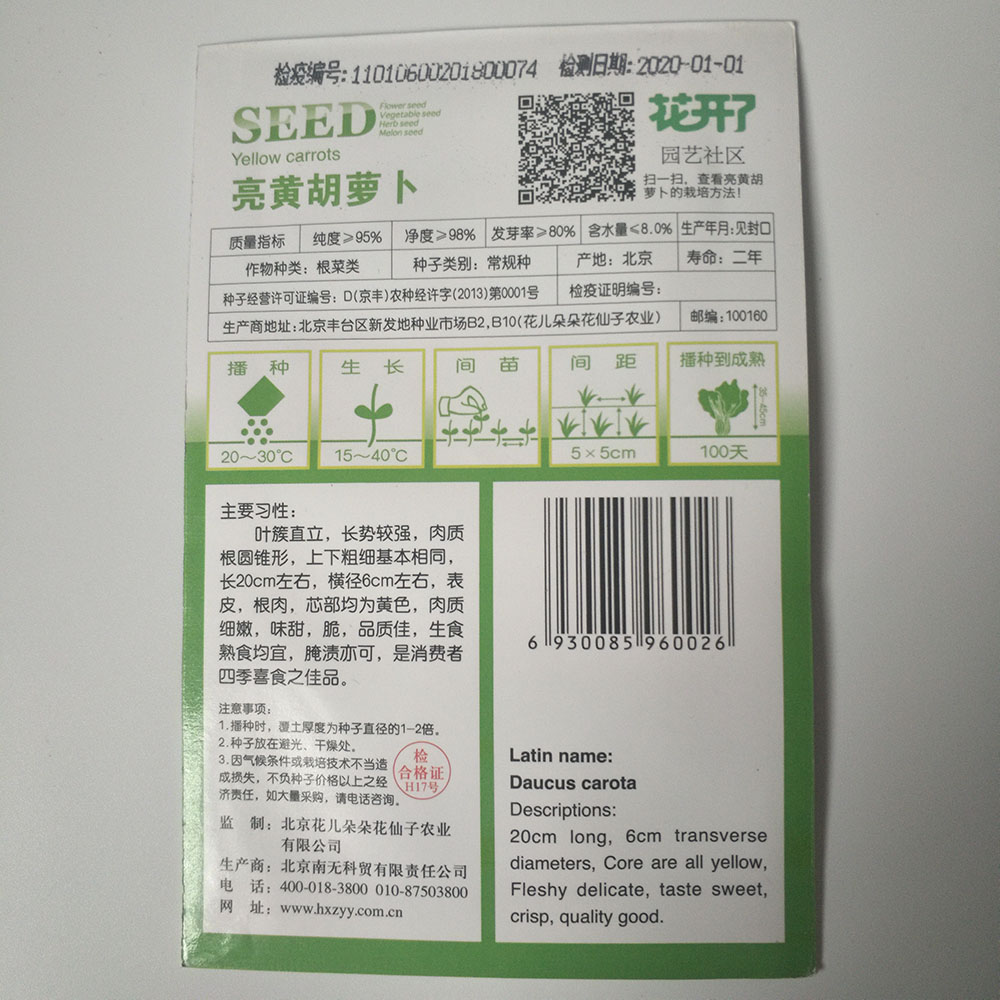 检疫编号:11010600201800074 检测日期:2020-01-01
SEED
Flower seed
Vegetable seed
Herb seed
Melon seed
Yellow carrots
亮黄胡萝卜
花开了
园艺社区
扫一扫，查看亮黄胡
萝卜的栽培方法！
质量指标 纯度≥95% 净度≥98% 发芽率≥80% 含水量≤8.0% 生产年月:见封口
作物种类：根菜类 种子类别：常规种 产地：北京 寿命：二年
种子经营许可证编号：D(京丰)农种经许字(2013)第0001号 检疫证明编号：
生产商地址:北京丰台区新发地种业市场B2,B10(花儿朵朵花仙子农业) 邮编:100160
播种 生长 间苗 间距 播种到成熟
35-45cm
20～30℃ 15～40℃ 5×5cm 100天
主要习性：
叶簇直立，长势较强，肉质
根圆锥形，上下粗细基本相同，
长20cm左右，横径6cm左右，表
皮，根肉，芯部均为黄色，肉质
细嫩，味甜，脆，品质佳，生食
熟食均宜，腌渍亦可，是消费者
四季喜食之佳品。
注意事项：
1.播种时，覆土厚度为种子直径的1-2倍。
2.种子放在避光、干燥处。
3.因气候条件或栽培技术不当造
成损失，不负种子价格以上之经
济责任，如大量采购，请电话咨询。
检
合格证
H17号
监 制：北京花儿朵朵花仙子农业
有限公司
生产商：北京南无科贸有限责任公司
电 话：400-018-3800 010-87503800
网 址：www.hxzyy.com.cn
6 930085 960026
Latin name:
Daucus carota
Descriptions:
20cm long, 6cm transverse
diameters, Core are all yellow,
Fleshy delicate, taste sweet,
crisp, quality good.